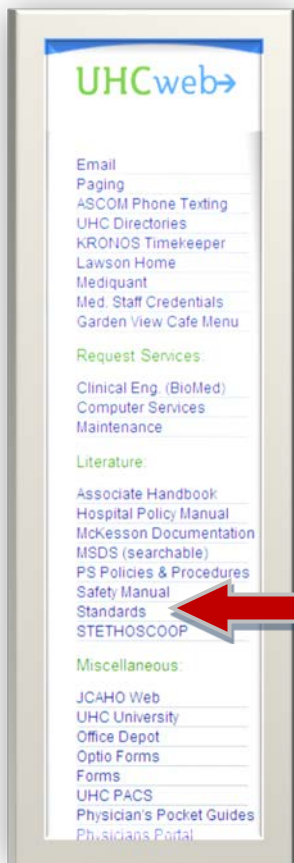 UHCweb→
Email
Paging
ASCOM Phone Texting
UHC Directories
KRONOS Timekeeper
Lawson Home
Mediquant
Med. Staff Credentials
Garden View Cafe Menu
Request Services:
Clinical Eng. (BioMed)
Computer Services
Maintenance
Literature:
Associate Handbook
Hospital Policy Manual
McKesson Documentation
MSDS (searchable)
PS Policies & Procedures
Safety Manual
Standards
STETHOSCOOP
Miscellaneous:
JCAHO Web
UHC University
Office Depot
Optio Forms
Forms
UHC PACS
Physician's Pocket Guides
Physicians Portal